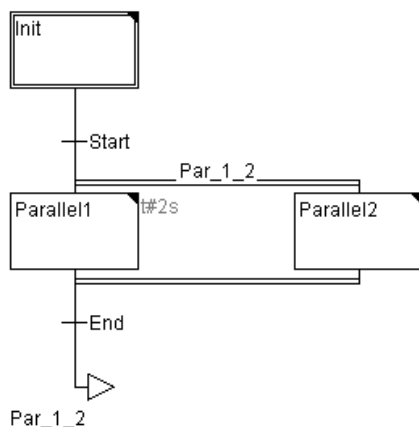 Init
Start
Par_1_2
Parallel1
t#2s
Parallel2
End
Par_1_2